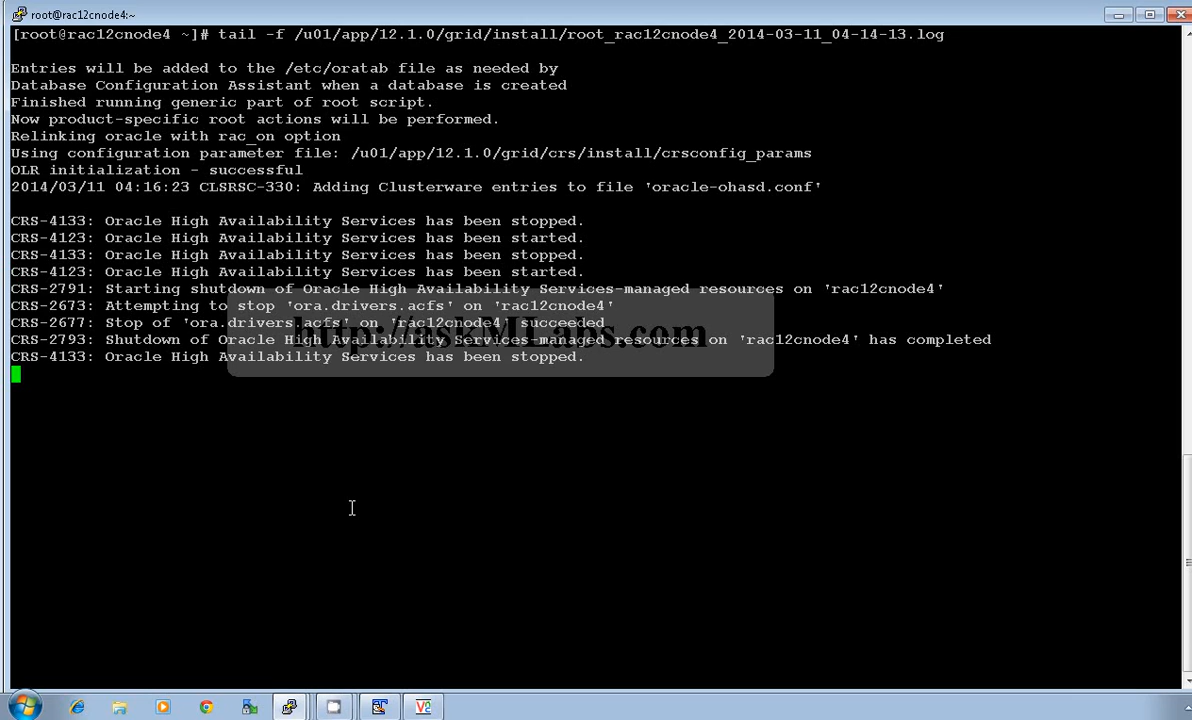 root@rac12cnode4:~
[root@rac12cnode4 ~]# tail -f /u01/app/12.1.0/grid/install/root_rac12cnode4_2014-03-11_04-14-13.log
Entries will be added to the /etc/oratab file as needed by
Database Configuration Assistant when a database is created
Finished running generic part of root script.
Now product-specific root actions will be performed.
Relinking oracle with rac_on option
Using configuration parameter file: /u01/app/12.1.0/grid/crs/install/crsconfig_params
OLR initialization - successful
2014/03/11 04:16:23 CLSRSC-330: Adding Clusterware entries to file 'oracle-ohasd.conf'
CRS-4133: Oracle High Availability Services has been stopped.
CRS-4123: Oracle High Availability Services has been started.
CRS-4133: Oracle High Availability Services has been stopped.
CRS-4123: Oracle High Availability Services has been started.
CRS-2791: Starting shutdown of Oracle High Availability Services-managed resources on 'rac12cnode4'
CRS-2673: Attempting to stop 'ora.drivers.acfs' on 'rac12cnode4'
CRS-2677: Stop of 'ora.drivers.acfs' on 'rac12cnode4' succeeded
CRS-2793: Shutdown of Oracle High Availability Services-managed resources on 'rac12cnode4' has completed
CRS-4133: Oracle High Availability Services has been stopped.
http://askMLabs.com